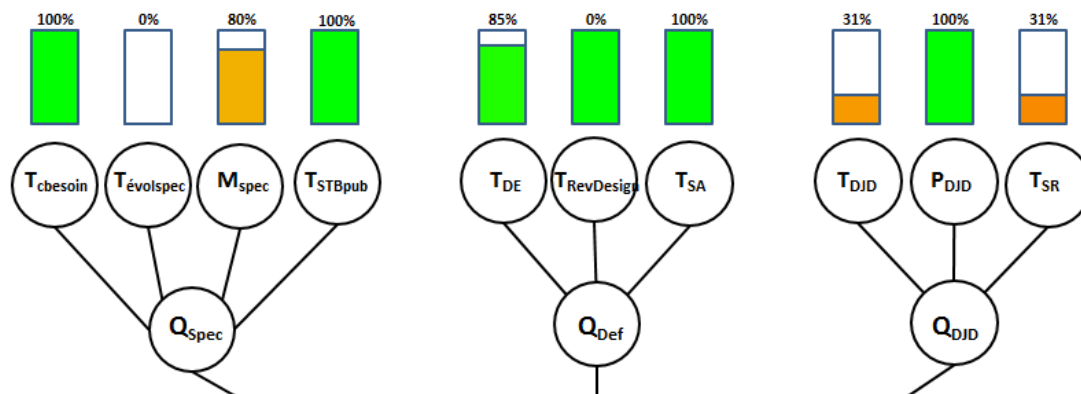 100% 0% 80% 100% 85% 0% 100% 31% 100% 31%
Tcbesoin Tévolspec Mspec TSTBpub TDE TRevDesign TSA TDJD PDJD TSR
QSpec QDef QDJD